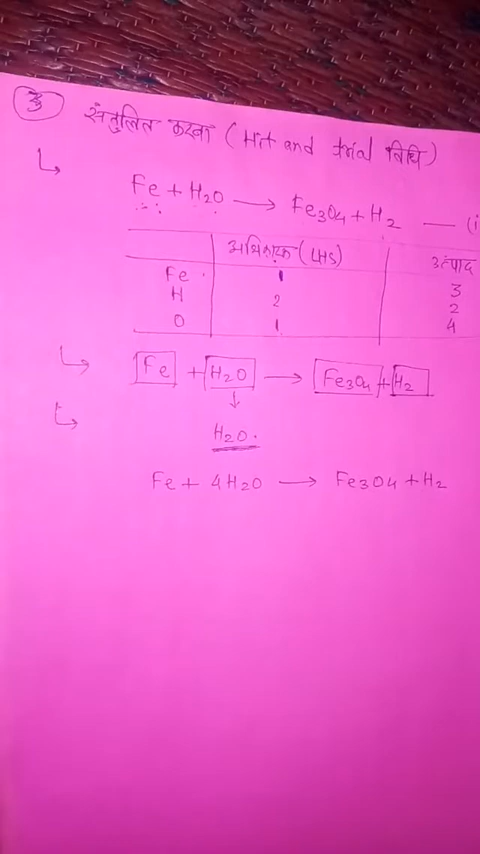 3 संतुलित करना (Hit and trial विधि)
Fe + H2O → Fe3O4 + H2 — (i
अभिकारक (LHS) उत्पाद
Fe 1 3
H 2 2
O 1 4
Fe + H2O → Fe3O4 + H2
↓
H2O.
Fe + 4H2O → Fe3O4 + H2